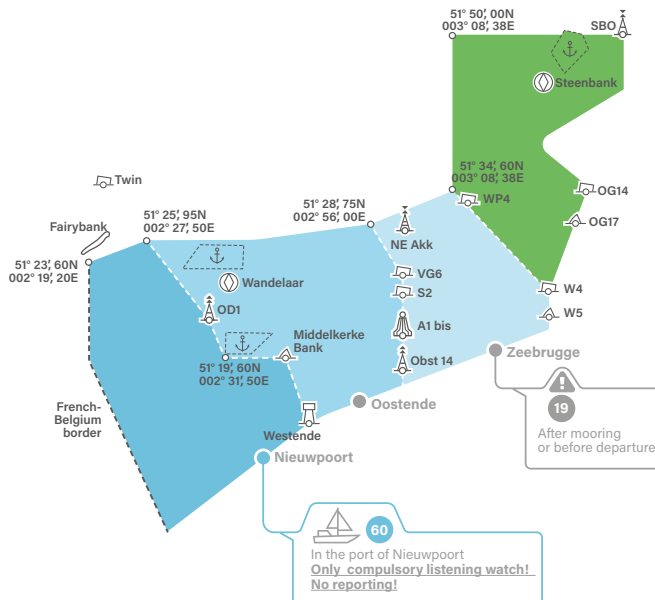 51° 50,' 00N
003° 08,' 38E
SBO
Steenbank
Twin
51° 34,' 60N
003° 08,' 38E
OG14
WP4
51° 28,' 75N
002° 56,' 00E
51° 25,' 95N
002° 27,' 50E
OG17
Fairybank
NE Akk
51° 23,' 60N
002° 19,' 20E
VG6
Wandelaar
W4
S2
OD1
W5
A1 bis
Middelkerke
Bank
Zeebrugge
Obst 14
51° 19,' 60N
002° 31,' 50E
French-
Belgium
border
Oostende
19
Westende
After mooring
or before departure
Nieuwpoort
60
In the port of Nieuwpoort
Only compulsory listening watch!
No reporting!